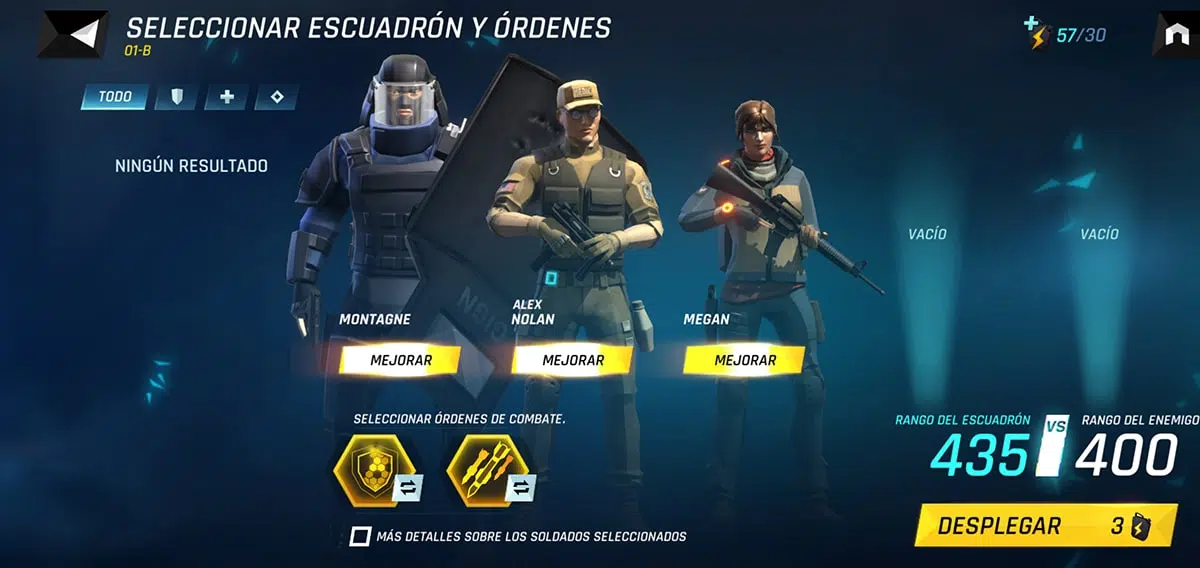 SELECCIONAR ESCUADRÓN Y ÓRDENES
01-B
57/30
TODO
NINGÚN RESULTADO
VACÍO
VACÍO
MONTAGNE
ALEX
NOLAN
MEGAN
MEJORAR
MEJORAR
MEJORAR
SELECCIONAR ÓRDENES DE COMBATE.
RANGO DEL ESCUADRÓN
VS
RANGO DEL ENEMIGO
435
400
MÁS DETALLES SOBRE LOS SOLDADOS SELECCIONADOS
DESPLEGAR 3